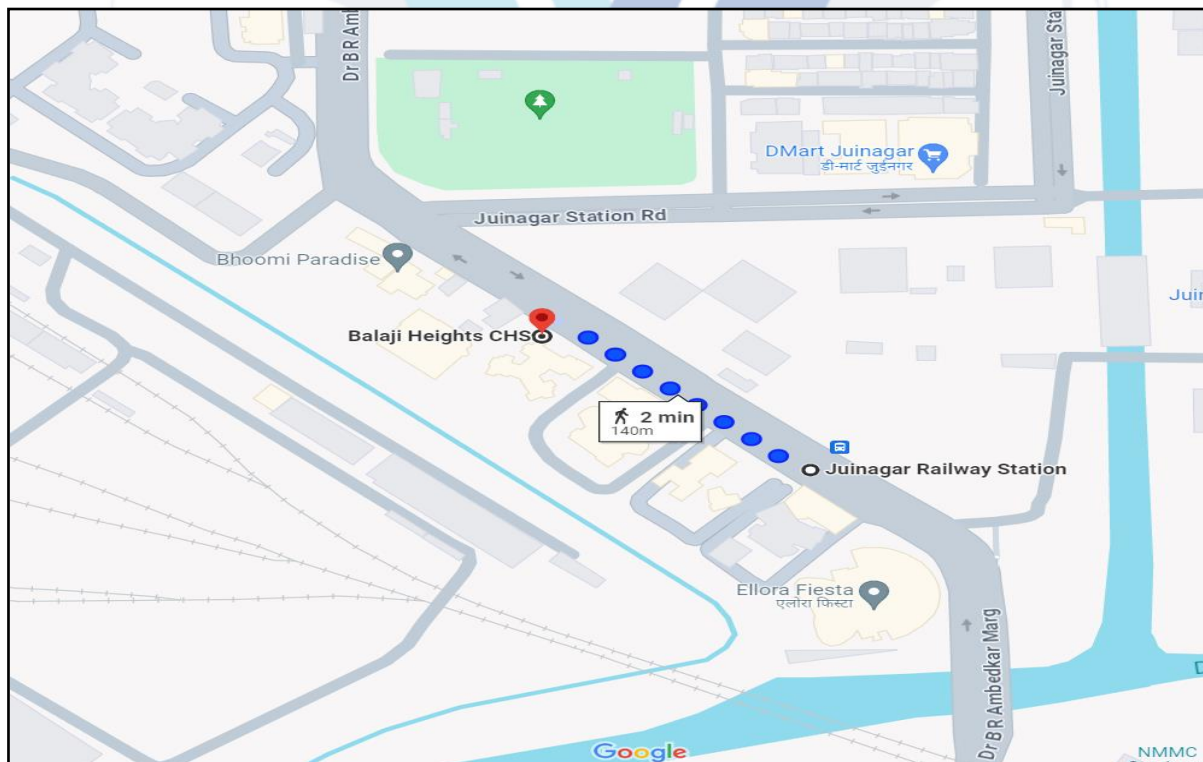 Dr B R Amb
Juinagar Sta
DMart Juinagar
डी-मार्ट जुईनगर
Juinagar Station Rd
Bhoomi Paradise
Juin
Balaji Heights CHS
2 min
140m
Juinagar Railway Station
Ellora Fiesta
एलोरा फिस्टा
Dr B R Ambedkar Marg
D
Google
NMMC